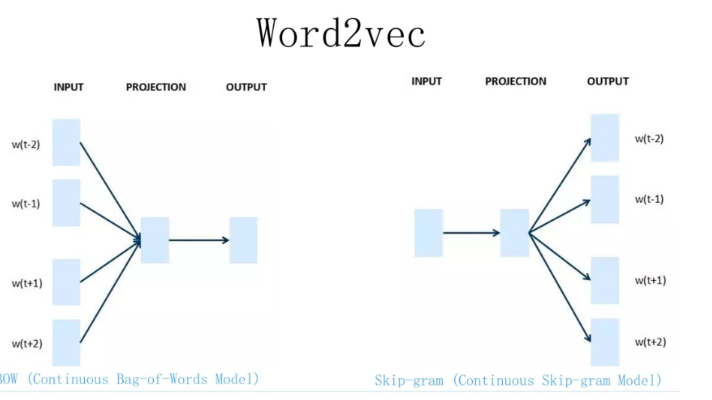 Word2vec
INPUT PROJECTION OUTPUT
w(t-2)
w(t-1)
w(t+1)
w(t+2)
(Continuous Bag-of-Words Model)
INPUT PROJECTION OUTPUT
w(t-2)
w(t-1)
w(t+1)
w(t+2)
Skip-gram (Continuous Skip-gram Model)